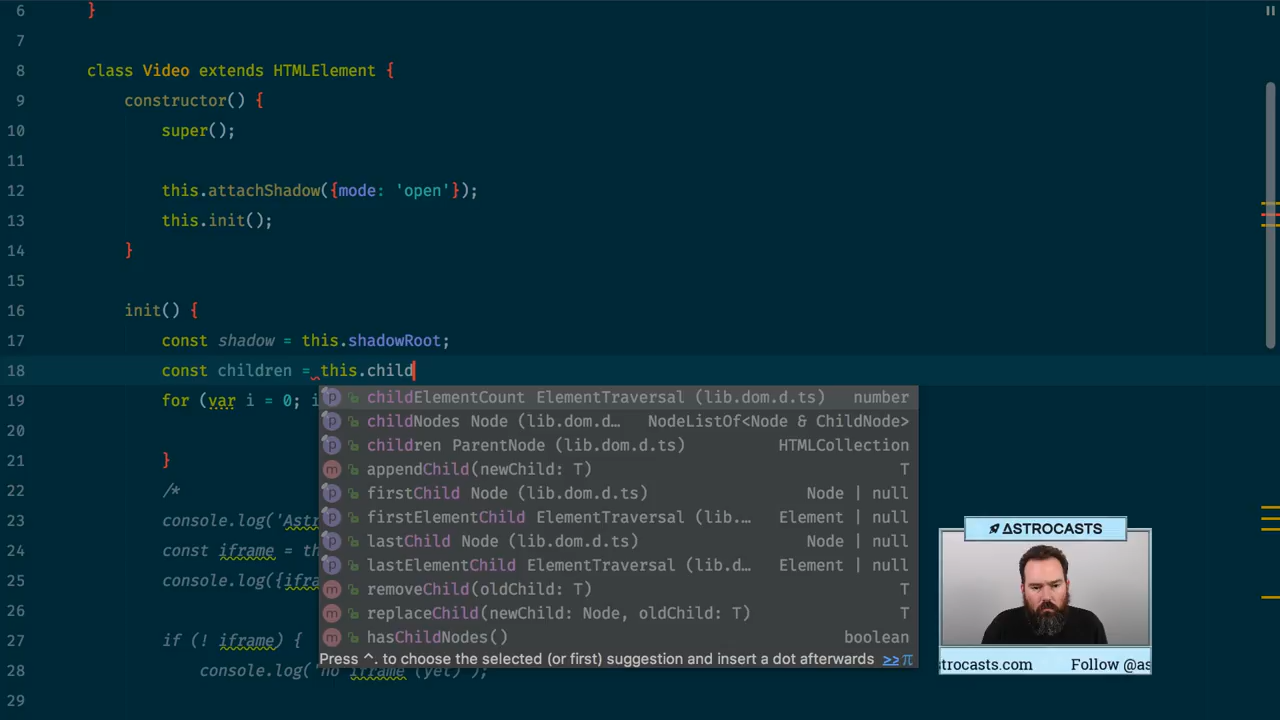 6 }
7
8 class Video extends HTMLElement {
9 constructor() {
10 super();
11
12 this.attachShadow({mode: 'open'});
13 this.init();
14 }
15
16 init() {
17 const shadow = this.shadowRoot;
18 const children = this.child
19 for (var i = 0; i
20
21 }
22 /*
23 console.log('Ast
24 const iframe = th
25 console.log({ifra
26
27 if (! iframe) {
28 console.log('no iframe (yet)');
29
p childElementCount ElementTraversal (lib.dom.d.ts) number
p childNodes Node (lib.dom.d… NodeListOf<Node & ChildNode>
p children ParentNode (lib.dom.d.ts) HTMLCollection
m appendChild(newChild: T) T
p firstChild Node (lib.dom.d.ts) Node | null
p firstElementChild ElementTraversal (lib.… Element | null
p lastChild Node (lib.dom.d.ts) Node | null
p lastElementChild ElementTraversal (lib.d… Element | null
m removeChild(oldChild: T) T
m replaceChild(newChild: Node, oldChild: T) T
m hasChildNodes() boolean
Press ^. to choose the selected (or first) suggestion and insert a dot afterwards >> π
ΔSTROCASTS
strocasts.com Follow @as